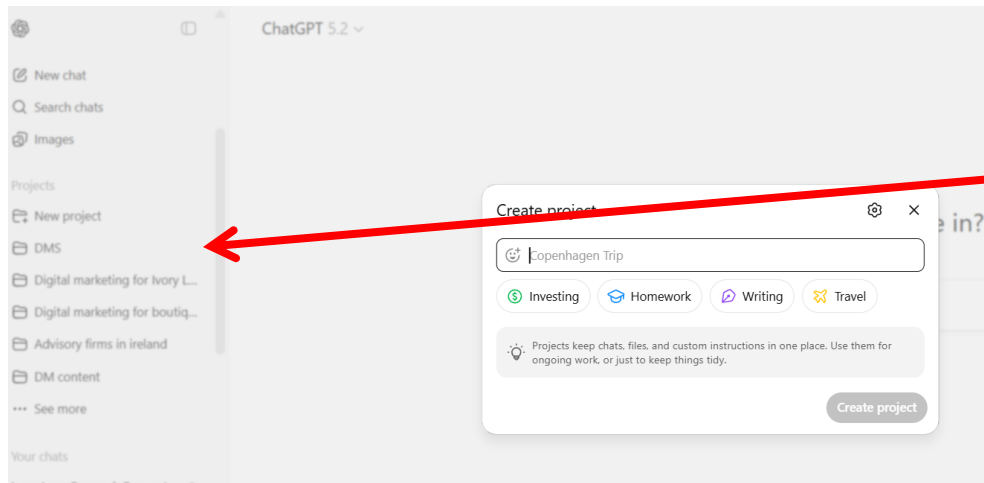 ChatGPT 5.2
New chat
Search chats
Images
Projects
New project
DMS
Digital marketing for Ivory L...
Digital marketing for boutiq...
Advisory firms in ireland
DM content
See more
Your chats
e in?
Create project
Copenhagen Trip
Investing Homework Writing Travel
Projects keep chats, files, and custom instructions in one place. Use them for
ongoing work, or just to keep things tidy.
Create project